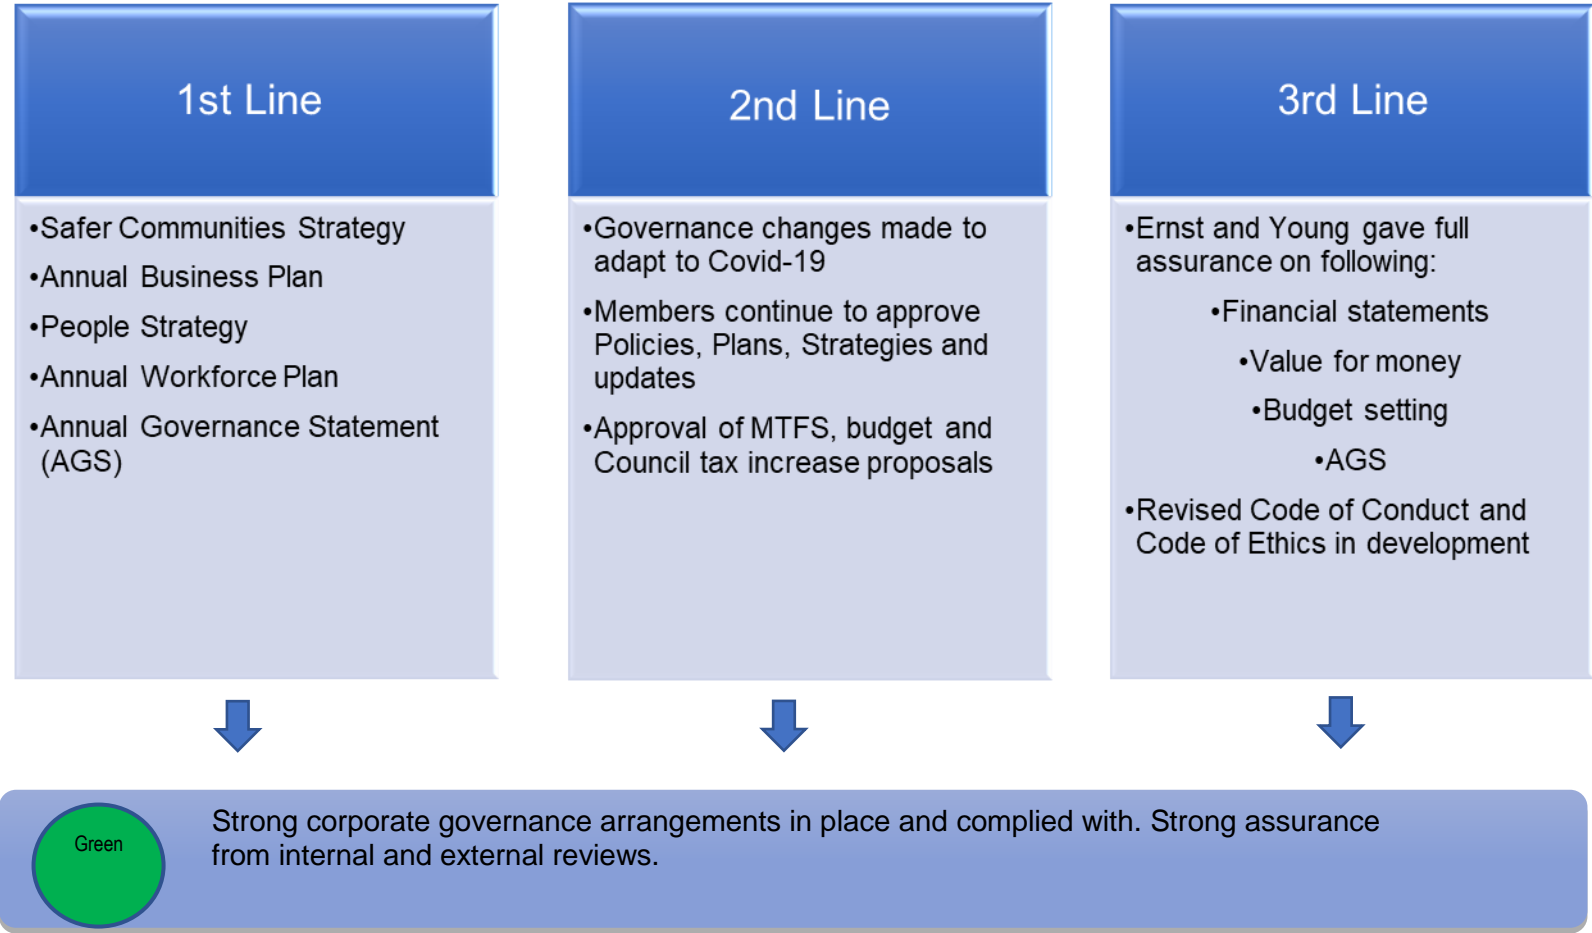 1st Line
•Safer Communities Strategy
•Annual Business Plan
•People Strategy
•Annual Workforce Plan
•Annual Governance Statement
(AGS)
2nd Line
•Governance changes made to
adapt to Covid-19
•Members continue to approve
Policies, Plans, Strategies and
updates
•Approval of MTFS, budget and
Council tax increase proposals
3rd Line
•Ernst and Young gave full
assurance on following:
•Financial statements
•Value for money
•Budget setting
•AGS
•Revised Code of Conduct and
Code of Ethics in development
Green
Strong corporate governance arrangements in place and complied with. Strong assurance
from internal and external reviews.